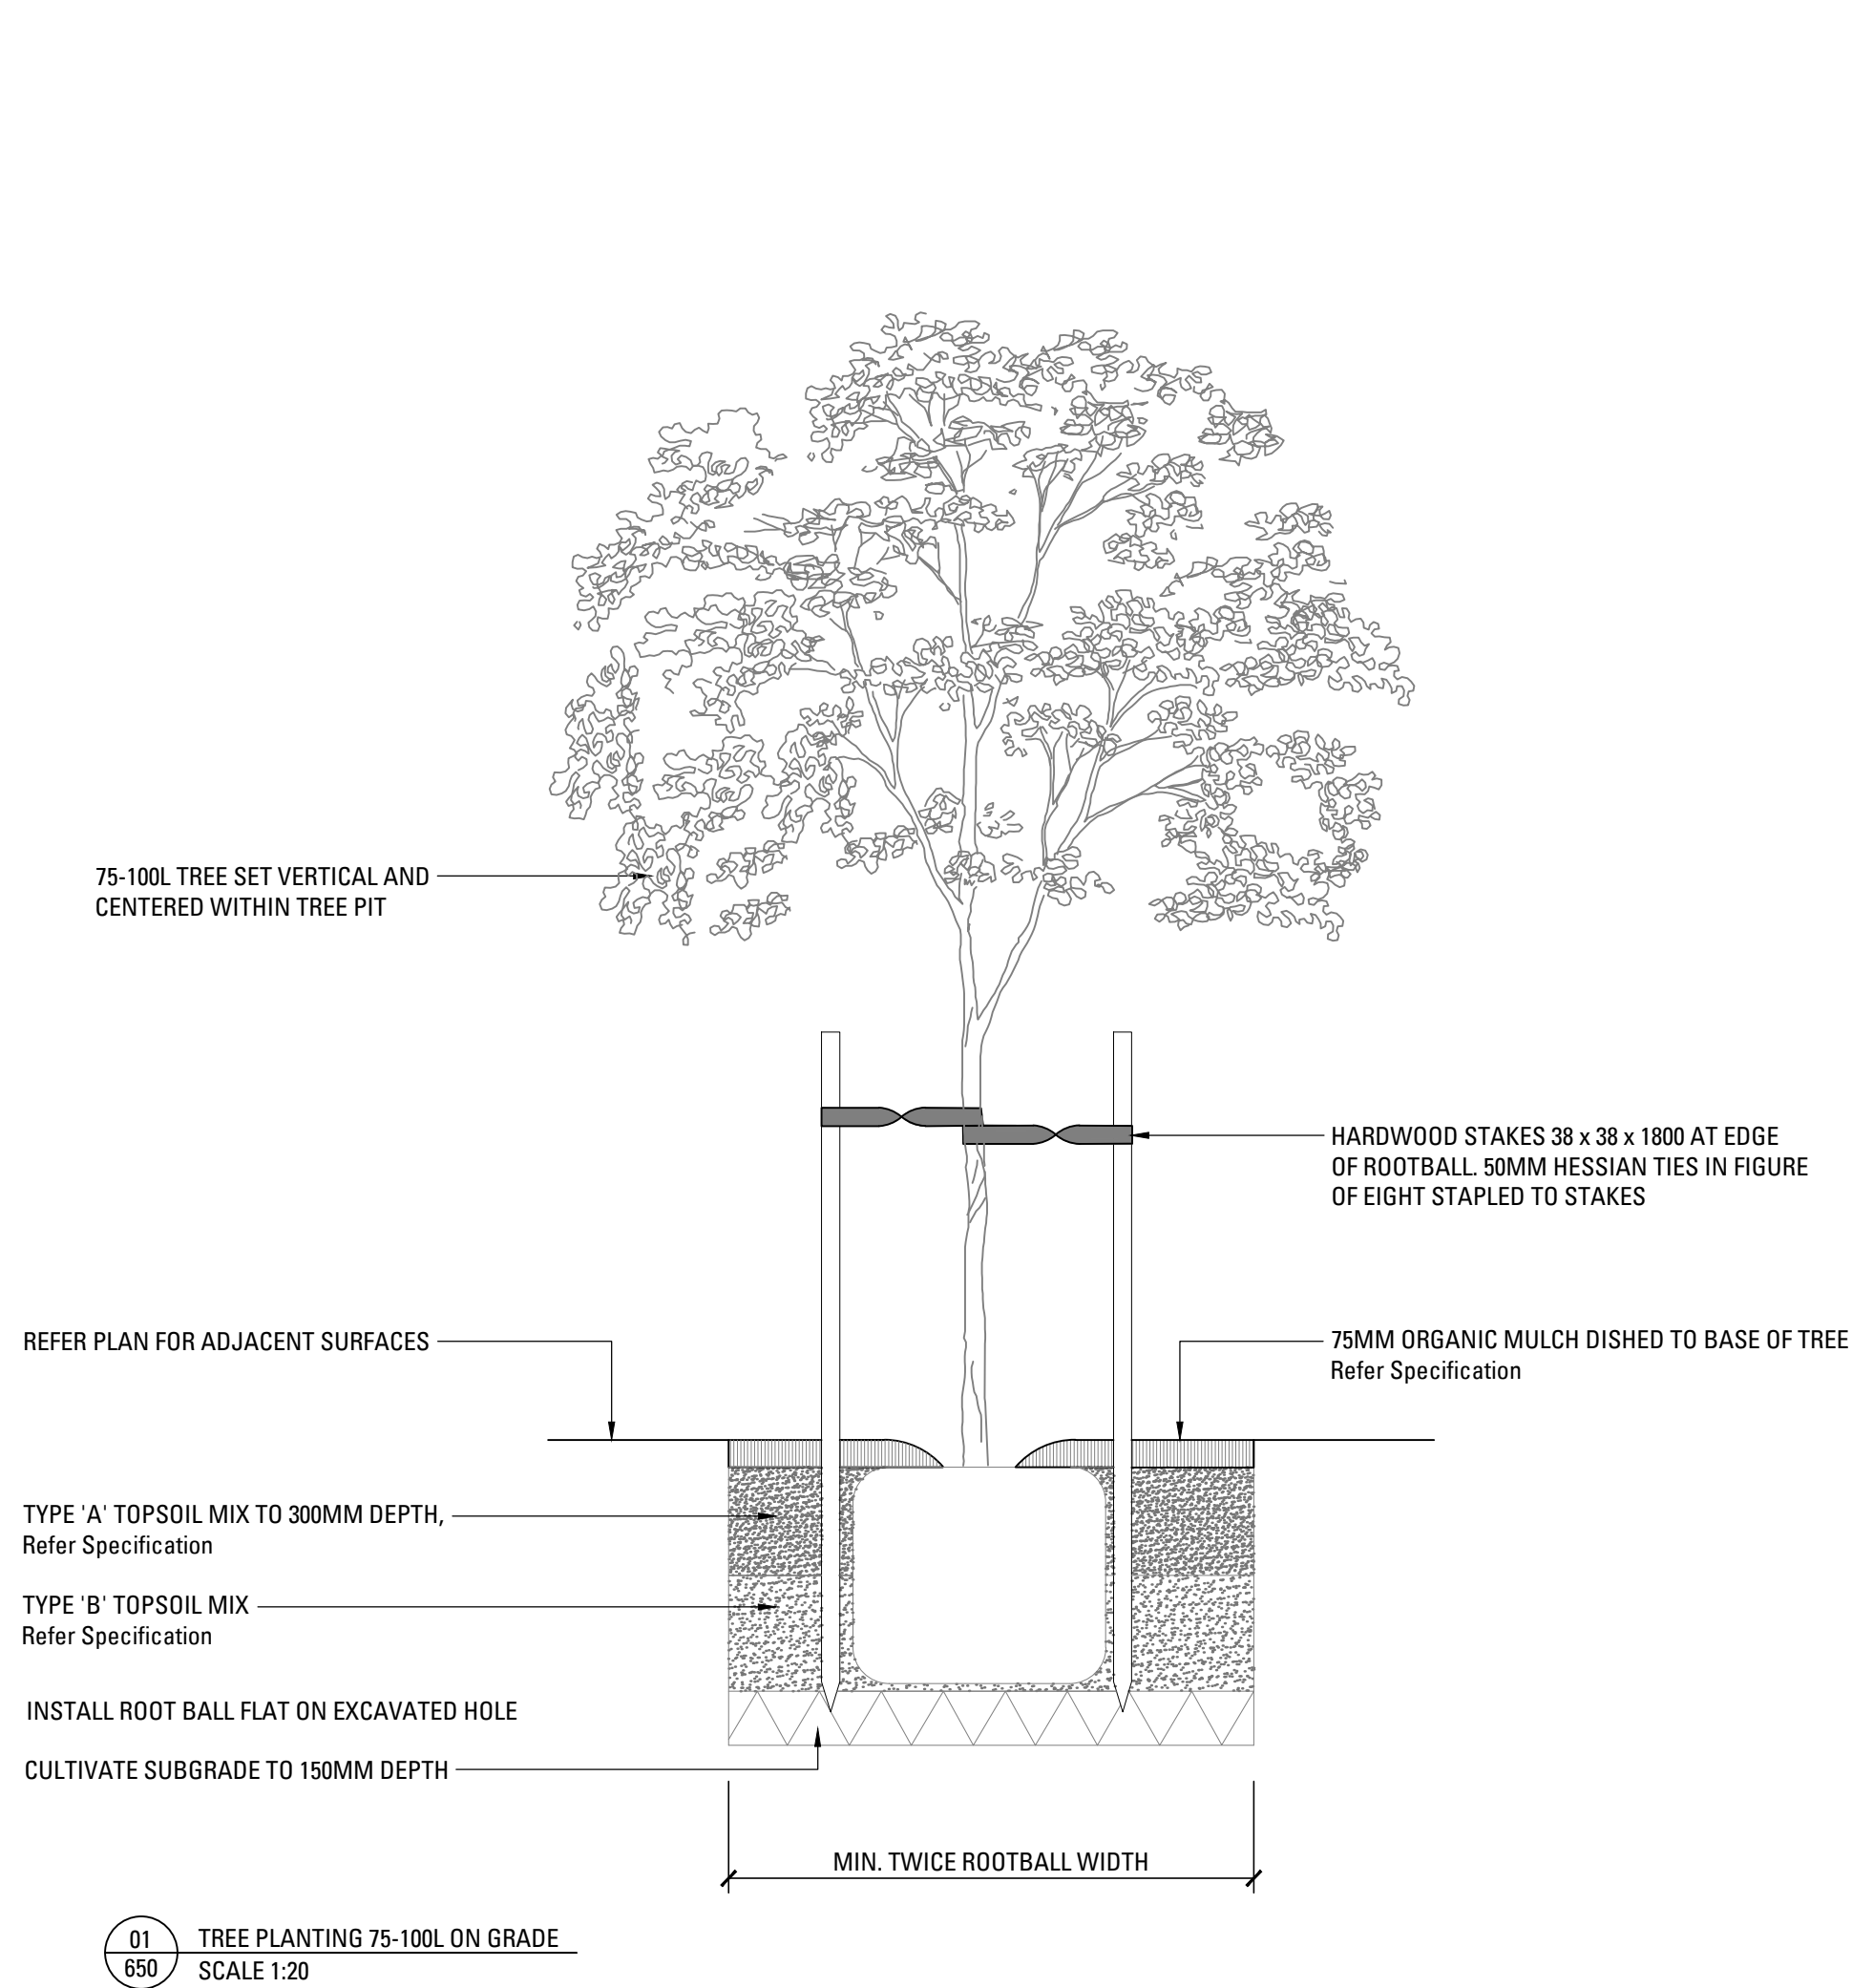 75-100L TREE SET VERTICAL AND
CENTERED WITHIN TREE PIT
HARDWOOD STAKES 38 x 38 x 1800 AT EDGE
OF ROOTBALL. 50MM HESSIAN TIES IN FIGURE
OF EIGHT STAPLED TO STAKES
REFER PLAN FOR ADJACENT SURFACES
75MM ORGANIC MULCH DISHED TO BASE OF TREE
Refer Specification
TYPE 'A' TOPSOIL MIX TO 300MM DEPTH,
Refer Specification
TYPE 'B' TOPSOIL MIX
Refer Specification
INSTALL ROOT BALL FLAT ON EXCAVATED HOLE
CULTIVATE SUBGRADE TO 150MM DEPTH
MIN. TWICE ROOTBALL WIDTH
01
650
TREE PLANTING 75-100L ON GRADE
SCALE 1:20